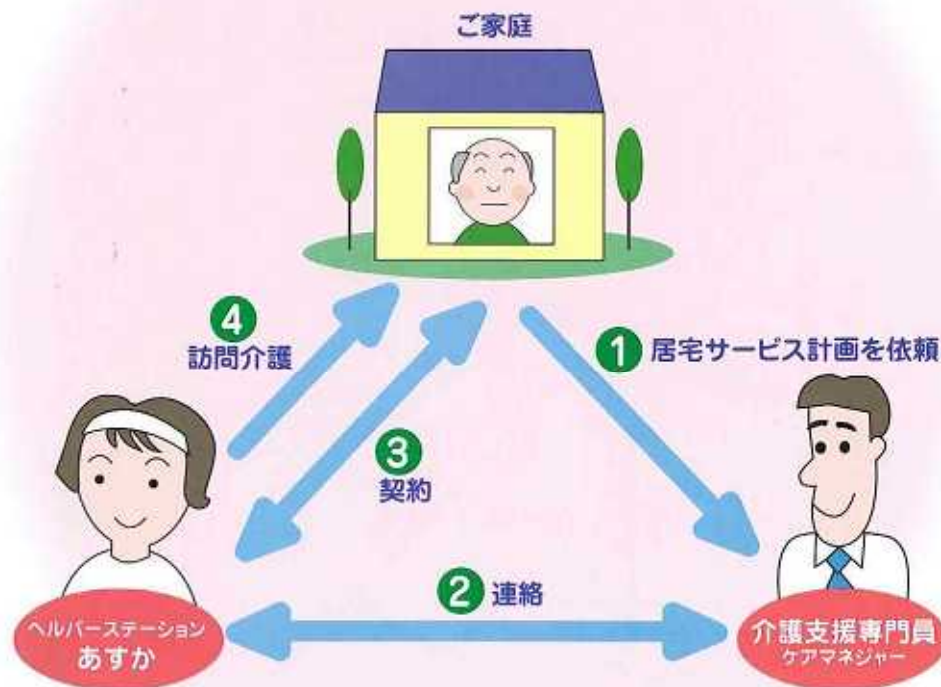 ご家庭
④
訪問介護
① 居宅サービス計画を依頼
③
契約
② 連絡
ヘルパーステーション
あすか
介護支援専門員
ケアマネジャー